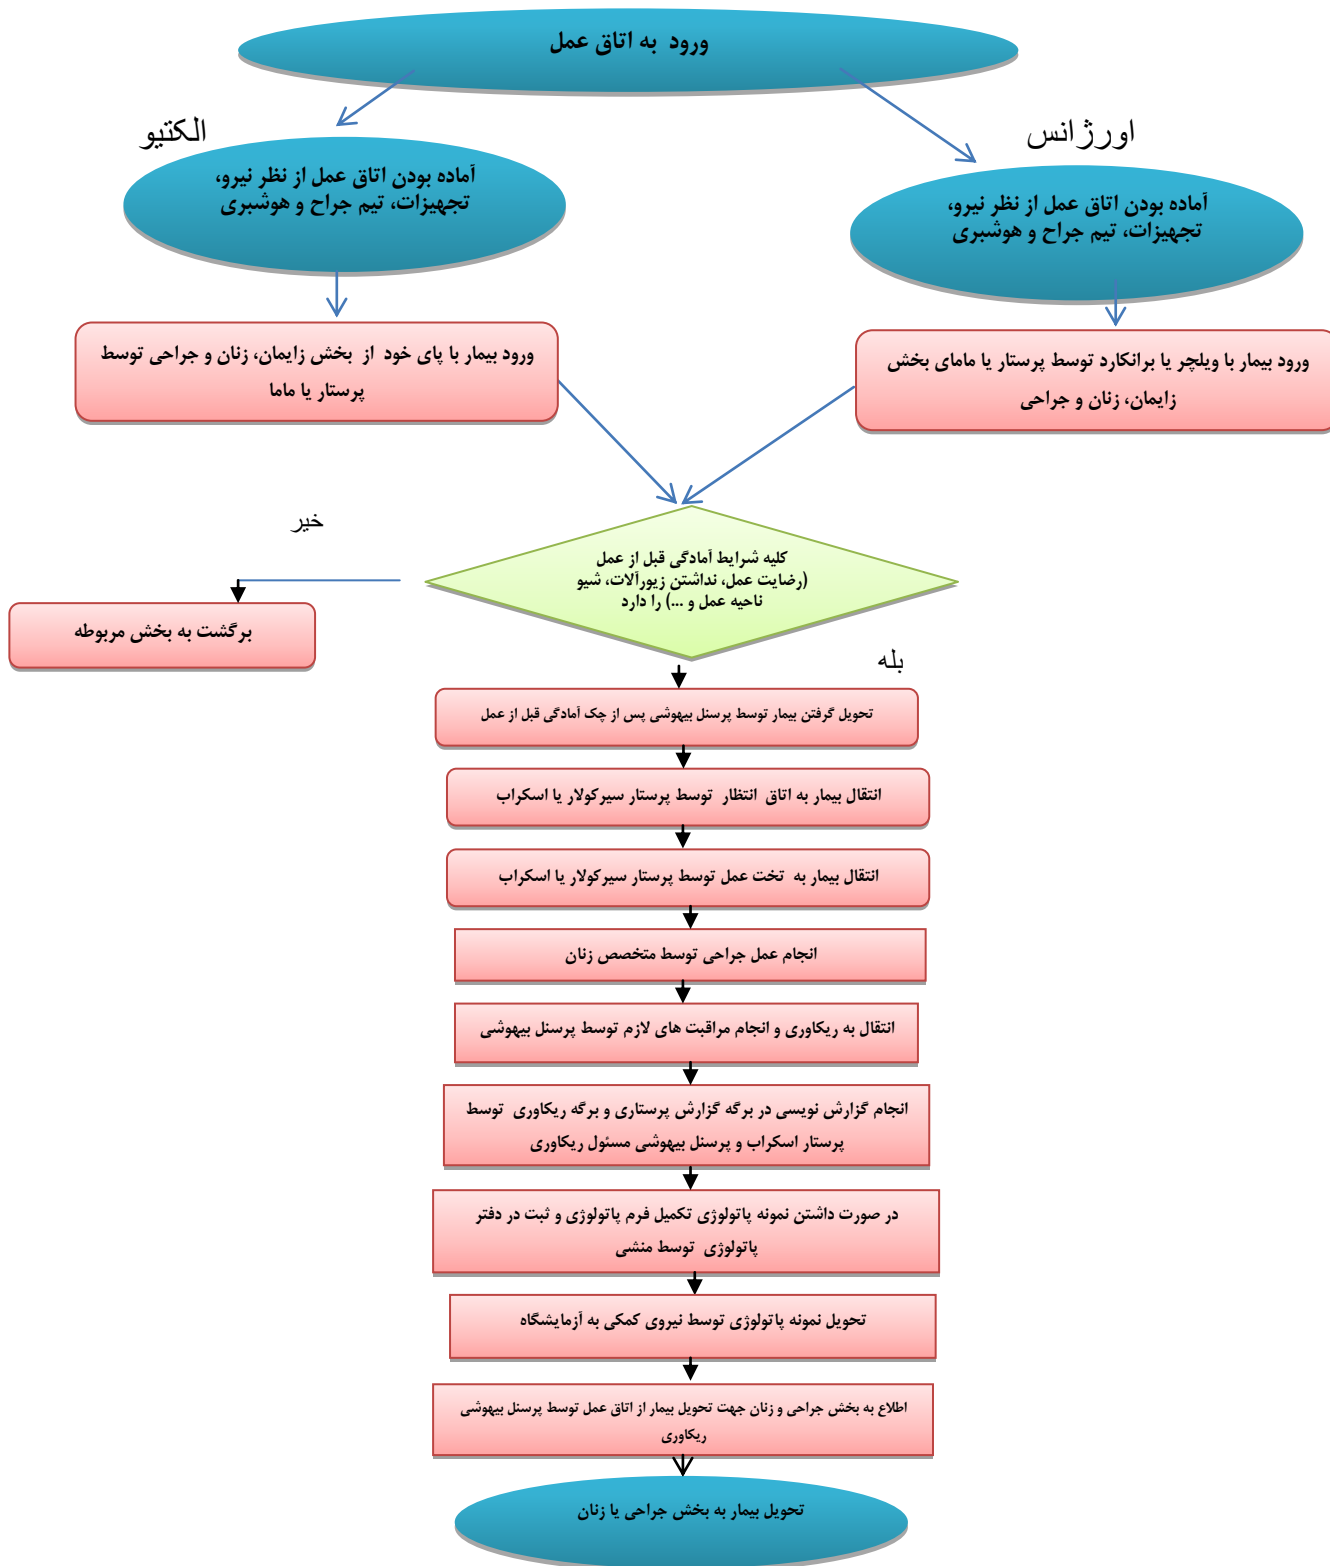 ورود به اتاق عمل
اورژانس
الکتیو
آماده بودن اتاق عمل از نظر نیرو،
تجهیزات، تیم جراح و هوشبری
آماده بودن اتاق عمل از نظر نیرو،
تجهیزات، تیم جراح و هوشبری
ورود بیمار با ویلچر یا برانکارد توسط پرستار یا مامای بخش
زایمان، زنان و جراحی
ورود بیمار با پای خود از بخش زایمان، زنان و جراحی توسط
پرستار یا ماما
کلیه شرایط آمادگی قبل از عمل
(رضایت عمل، نداشتن زیورآلات، شیو
ناحیه عمل و ...) را دارد
خیر
برگشت به بخش مربوطه
بله
تحویل گرفتن بیمار توسط پرسنل بیهوشی پس از چک آمادگی قبل از عمل
انتقال بیمار به اتاق انتظار توسط پرستار سیرکولار یا اسکراب
انتقال بیمار به تخت عمل توسط پرستار سیرکولار یا اسکراب
انجام عمل جراحی توسط متخصص زنان
انتقال به ریکاوری و انجام مراقبت های لازم توسط پرسنل بیهوشی
انجام گزارش نویسی در برگه گزارش پرستاری و برگه ریکاوری توسط
پرستار اسکراب و پرسنل بیهوشی مسئول ریکاوری
در صورت داشتن نمونه پاتولوژی تکمیل فرم پاتولوژی و ثبت در دفتر
پاتولوژی توسط منشی
تحویل نمونه پاتولوژی توسط نیروی کمکی به آزمایشگاه
اطلاع به بخش جراحی و زنان جهت تحویل بیمار از اتاق عمل توسط پرسنل بیهوشی
ریکاوری
تحویل بیمار به بخش جراحی یا زنان